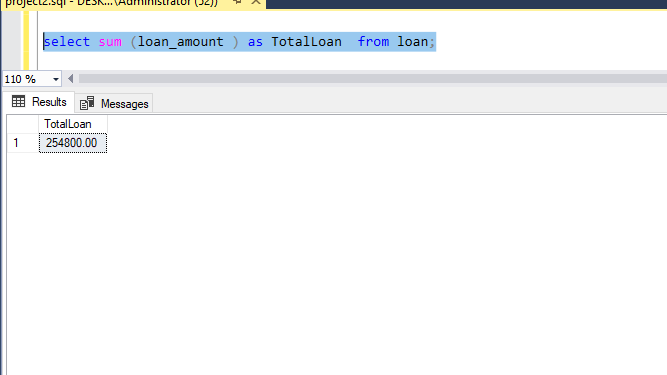 project2.sql - DESK...\Administrator (52))
select sum (loan_amount ) as TotalLoan  from loan;
110 %
Results Messages
TotalLoan
1 254800.00